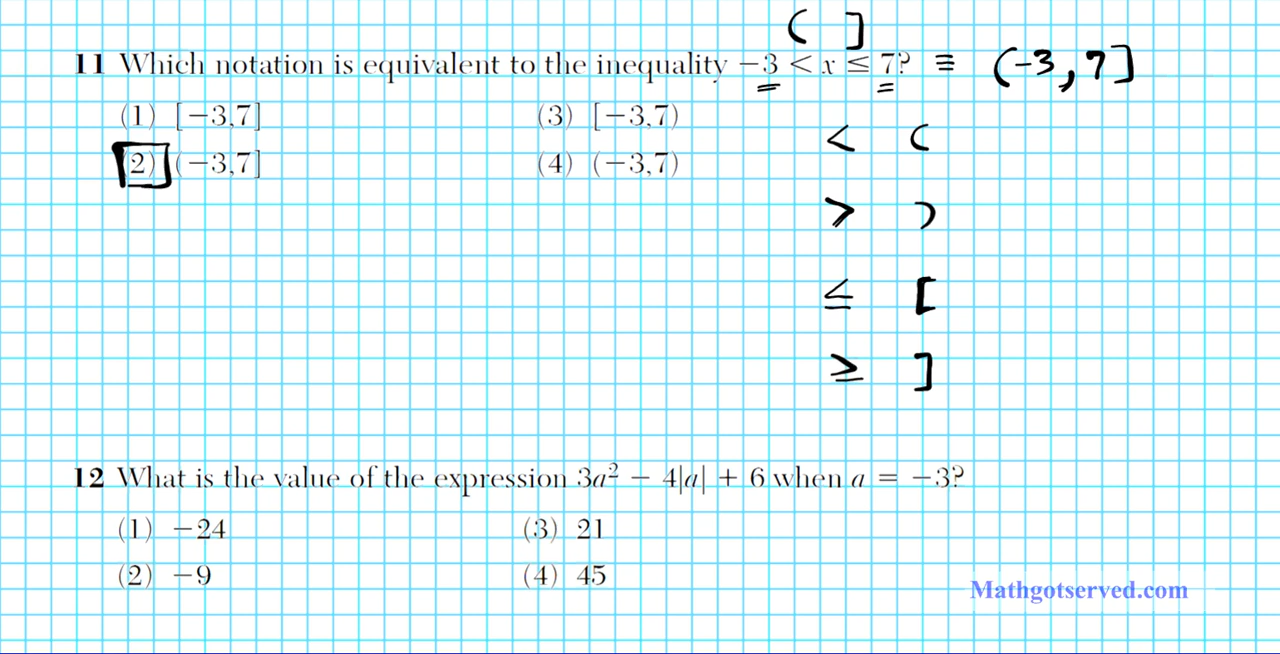 ( ]
11 Which notation is equivalent to the inequality −3 < x ≤ 7? ≡ (-3, 7]
(1) [−3,7] (3) [−3,7)
(2) (−3,7] (4) (−3,7)
< (
> )
≤ [
≥ ]
12 What is the value of the expression 3a² − 4|a| + 6 when a = −3?
(1) −24 (3) 21
(2) −9 (4) 45
Mathgotserved.com